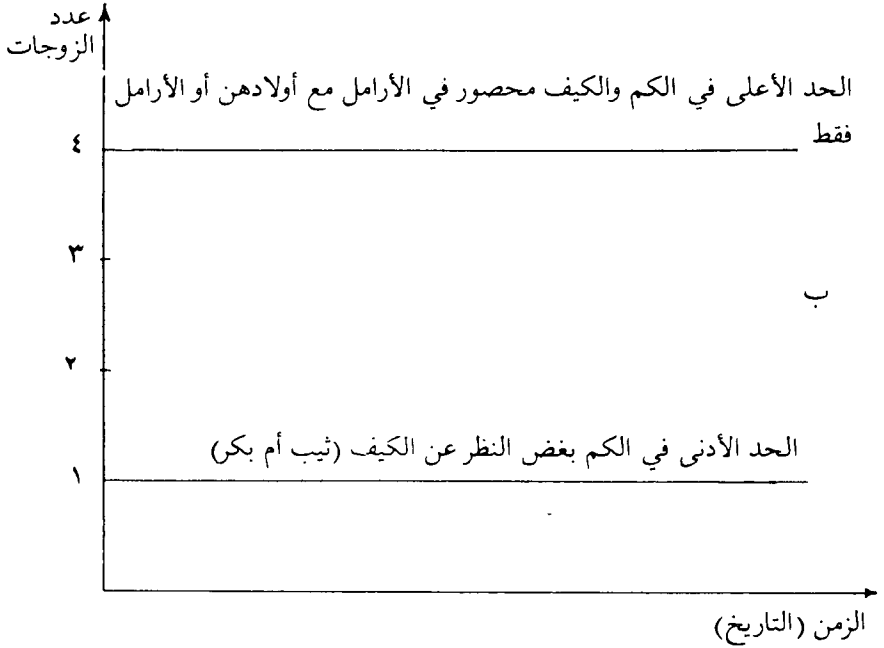 عدد
الزوجات
الحد الأعلى في الكم والكيف محصور في الأرامل مع أولادهن أو الأرامل
فقط
٤
٣
ب
٢
الحد الأدنى في الكم بغض النظر عن الكيف (ثيب أم بكر)
١
الزمن (التاريخ)